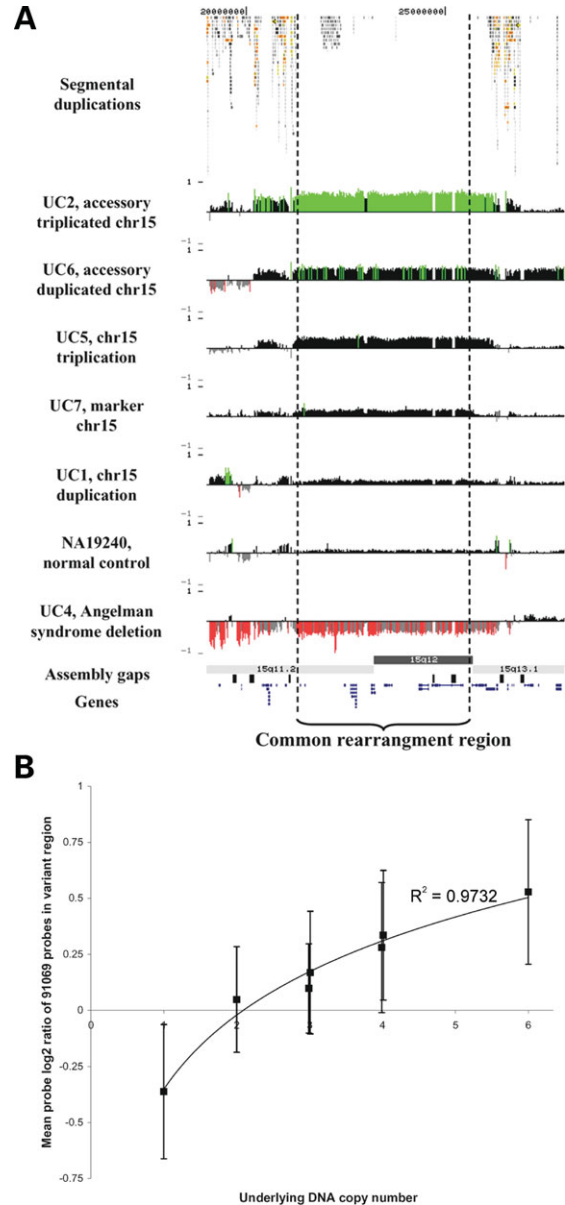 A
20000000| 25000000|
Segmental
duplications
1
UC2, accessory
triplicated chr15
-1
1
UC6, accessory
duplicated chr15
-1
1
UC5, chr15
triplication
-1
1
UC7, marker
chr15
-1
1
UC1, chr15
duplication
-1
1
NA19240,
normal control
-1
1
UC4, Angelman
syndrome deletion
-1
15q12
15q11.2 15q13.1
Assembly gaps
Genes
Common rearrangment region
B
1
0.75
0.5
0.25
0
-0.25
-0.5
-0.75
R² = 0.9732
0 1 2 3 4 5 6
Mean probe log2 ratio of 91069 probes in variant region
Underlying DNA copy number